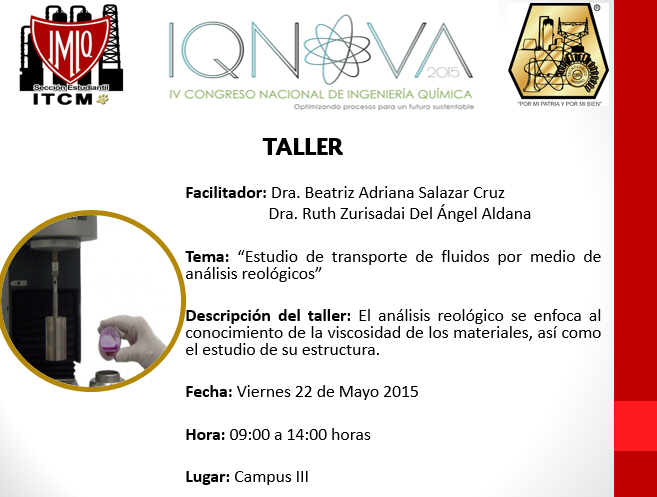 IMIQ
Sección Estudiantil
ITCM
IQNOVA
2015
IV CONGRESO NACIONAL DE INGENIERÍA QUÍMICA
Optimizando procesos para un futuro sustentable
®
"POR MI PATRIA Y POR MI BIEN"
TALLER
Facilitador: Dra. Beatriz Adriana Salazar Cruz
Dra. Ruth Zurisadai Del Ángel Aldana
Tema: “Estudio de transporte de fluidos por medio de
análisis reológicos”
Descripción del taller: El análisis reológico se enfoca al
conocimiento de la viscosidad de los materiales, así como
el estudio de su estructura.
Fecha: Viernes 22 de Mayo 2015
Hora: 09:00 a 14:00 horas
Lugar: Campus III